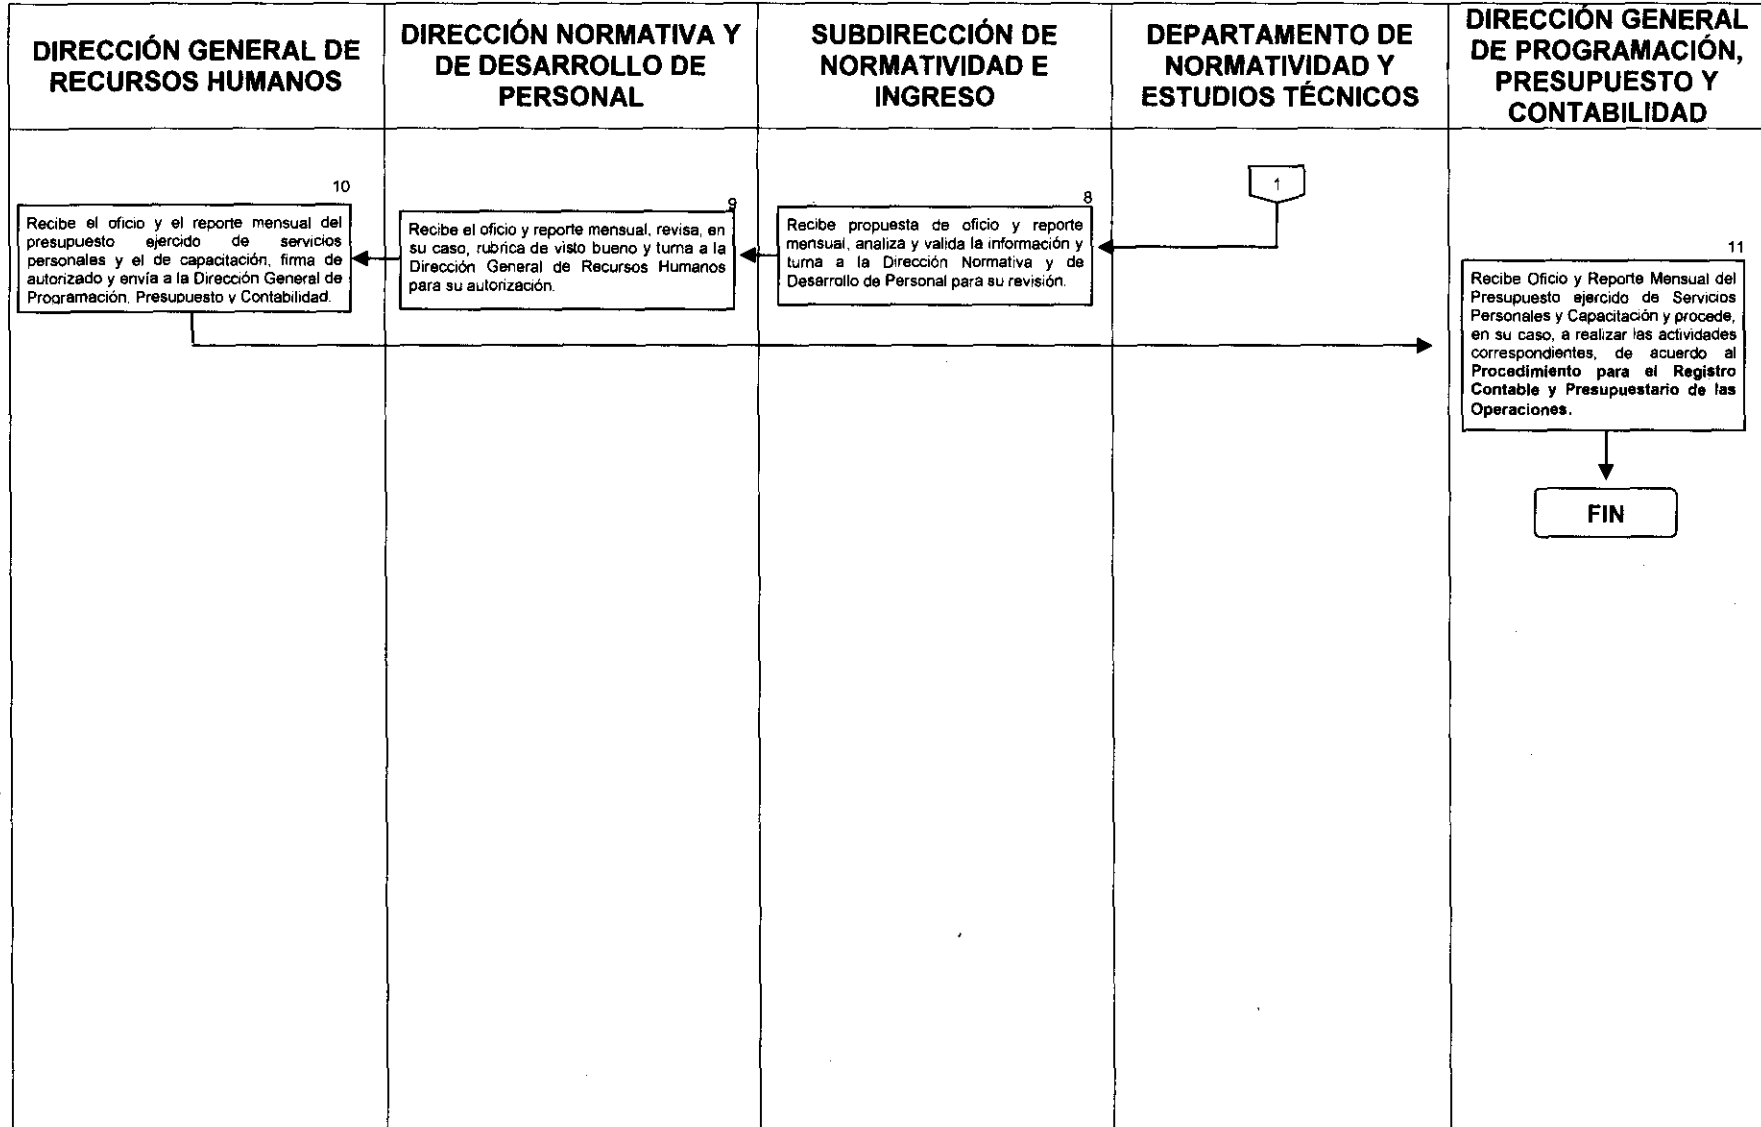 DIRECCIÓN GENERAL DE
RECURSOS HUMANOS
DIRECCIÓN NORMATIVA Y
DE DESARROLLO DE
PERSONAL
SUBDIRECCIÓN DE
NORMATIVIDAD E
INGRESO
DEPARTAMENTO DE
NORMATIVIDAD Y
ESTUDIOS TÉCNICOS
DIRECCIÓN GENERAL
DE PROGRAMACIÓN,
PRESUPUESTO Y
CONTABILIDAD
10
Recibe el oficio y el reporte mensual del
presupuesto ejercido de servicios
personales y el de capacitación, firma de
autorizado y envía a la Dirección General de
Programación, Presupuesto y Contabilidad.
9
Recibe el oficio y reporte mensual, revisa, en
su caso, rubrica de visto bueno y turna a la
Dirección General de Recursos Humanos
para su autorización.
8
Recibe propuesta de oficio y reporte
mensual, analiza y valida la información y
turna a la Dirección Normativa y de
Desarrollo de Personal para su revisión.
1
11
Recibe Oficio y Reporte Mensual del
Presupuesto ejercido de Servicios
Personales y Capacitación y procede,
en su caso, a realizar las actividades
correspondientes, de acuerdo al
Procedimiento para el Registro
Contable y Presupuestario de las
Operaciones.
FIN